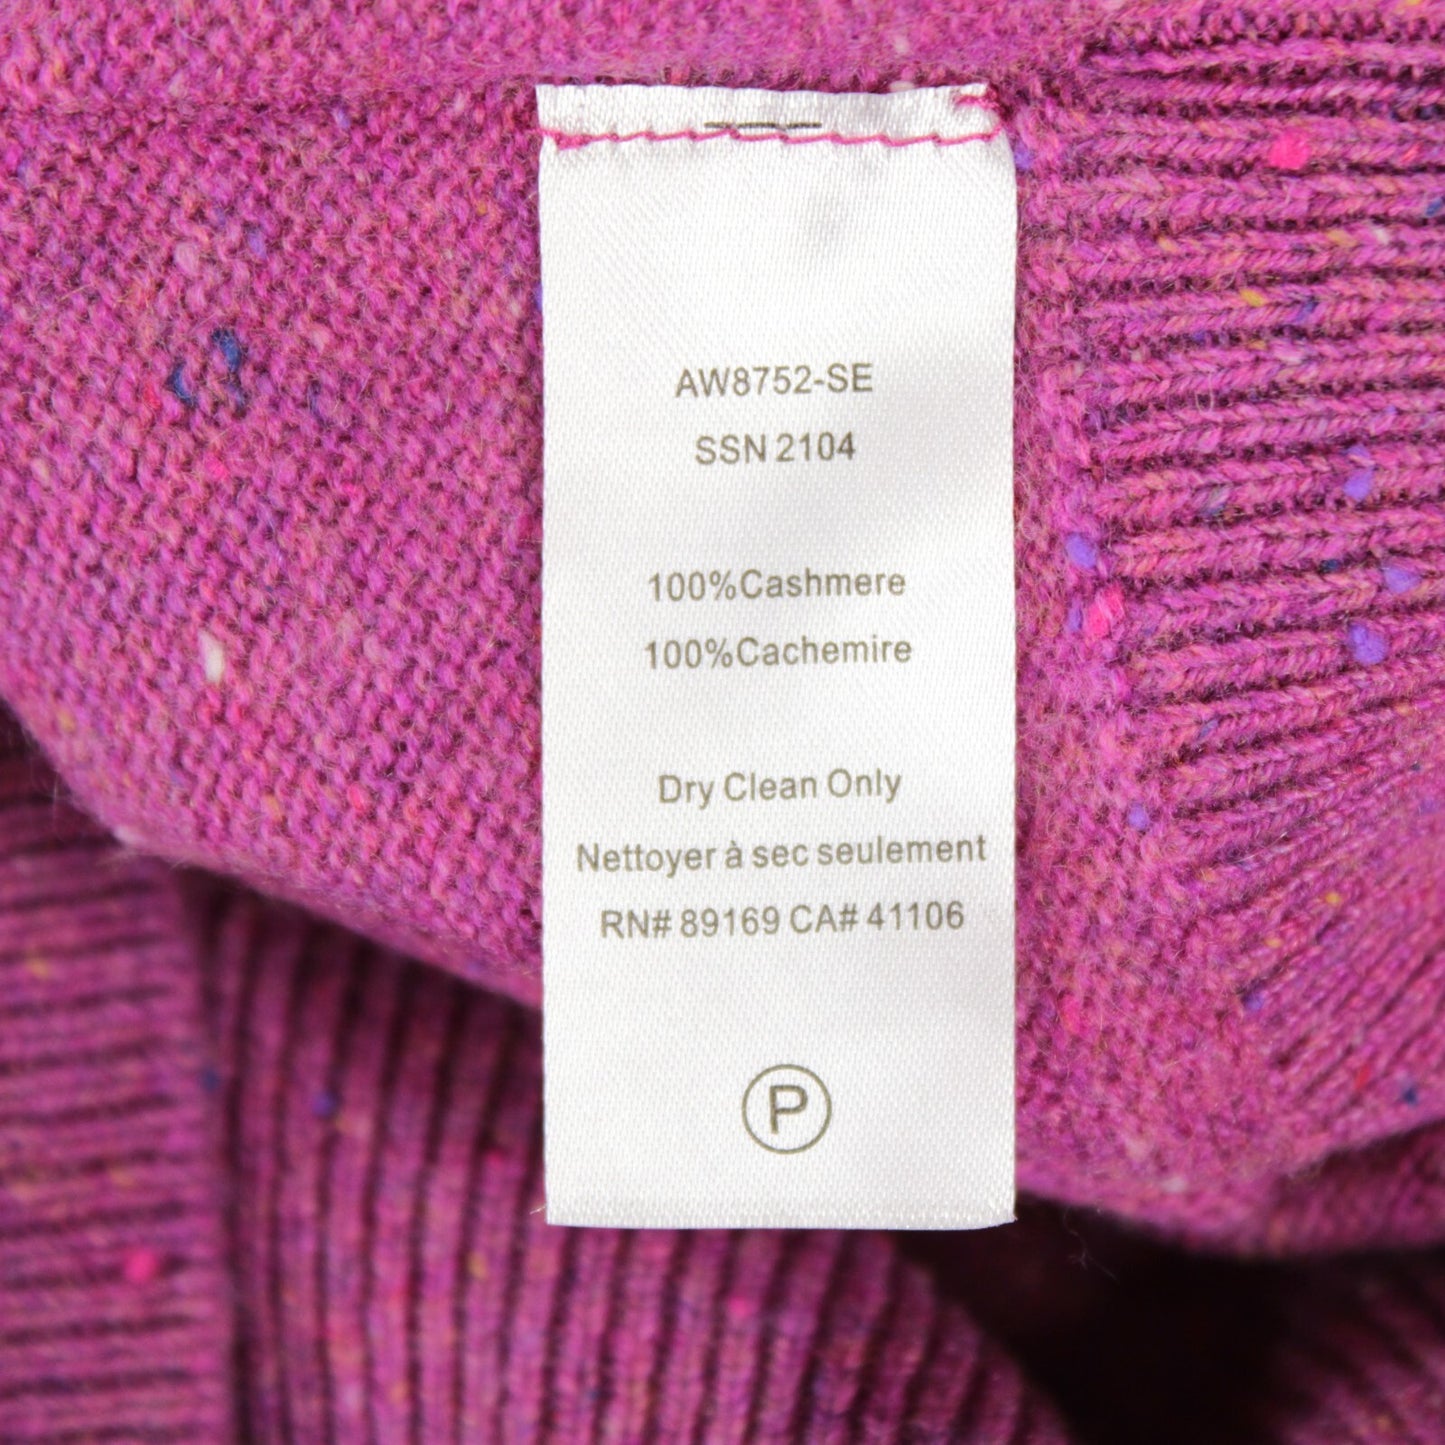 AW8752-SE
SSN 2104
100%Cashmere
100%Cachemire
Dry Clean Only
Nettoyer à sec seulement
RN# 89169 CA# 41106
P